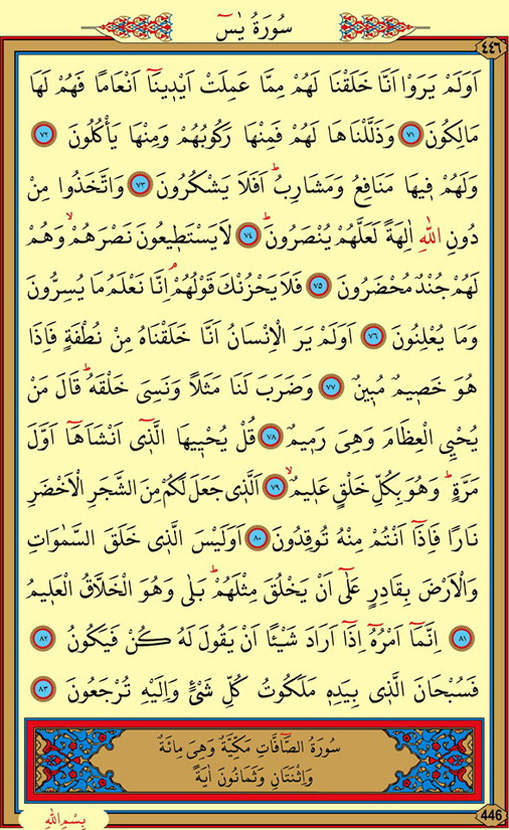 سُورَةُ يٰسٓ
٤٤٦
اَوَلَمْ يَرَوْا اَنَّا خَلَقْنَا لَهُمْ مِمَّا عَمِلَتْ اَيْدٖينَٓا اَنْعَامًا فَهُمْ لَهَا
مَالِكُونَ ﴿٧١﴾ وَذَلَّلْنَاهَا لَهُمْ فَمِنْهَا رَكُوبُهُمْ وَمِنْهَا يَأْكُلُونَ ﴿٧٢﴾
وَلَهُمْ فٖيهَا مَنَافِعُ وَمَشَارِبُۜ اَفَلَا يَشْكُرُونَ ﴿٧٣﴾ وَاتَّخَذُوا مِنْ
دُونِ اللّٰهِ اٰلِهَةً لَعَلَّهُمْ يُنْصَرُونَۜ ﴿٧٤﴾ لَا يَسْتَطٖيعُونَ نَصْرَهُمْۙ وَهُمْ
لَهُمْ جُنْدٌ مُحْضَرُونَ ﴿٧٥﴾ فَلَا يَحْزُنْكَ قَوْلُهُمْۢ اِنَّا نَعْلَمُ مَا يُسِرُّونَ
وَمَا يُعْلِنُونَ ﴿٧٦﴾ اَوَلَمْ يَرَ الْاِنْسَانُ اَنَّا خَلَقْنَاهُ مِنْ نُطْفَةٍ فَاِذَا
هُوَ خَصٖيمٌ مُبٖينٌ ﴿٧٧﴾ وَضَرَبَ لَنَا مَثَلًا وَنَسِىَ خَلْقَهُۜ قَالَ مَنْ
يُحْيِى الْعِظَامَ وَهِىَ رَمٖيمٌ ﴿٧٨﴾ قُلْ يُحْيٖيهَا الَّذٖٓى اَنْشَاَهَٓا اَوَّلَ
مَرَّةٍۜ وَهُوَ بِكُلِّ خَلْقٍ عَلٖيمٌۙ ﴿٧٩﴾ اَلَّذٖى جَعَلَ لَكُمْ مِنَ الشَّجَرِ الْاَخْضَرِ
نَارًا فَاِذَٓا اَنْتُمْ مِنْهُ تُوقِدُونَ ﴿٨٠﴾ اَوَلَيْسَ الَّذٖى خَلَقَ السَّمٰوَاتِ
وَالْاَرْضَ بِقَادِرٍ عَلٰٓى اَنْ يَخْلُقَ مِثْلَهُمْۜ بَلٰى وَهُوَ الْخَلَّاقُ الْعَلٖيمُ
﴿٨١﴾ اِنَّمَٓا اَمْرُهُٓ اِذَٓا اَرَادَ شَيْـًٔا اَنْ يَقُولَ لَهُ كُنْ فَيَكُونُ ﴿٨٢﴾
فَسُبْحَانَ الَّذٖى بِيَدِهٖ مَلَكُوتُ كُلِّ شَىْءٍ وَاِلَيْهِ تُرْجَعُونَ ﴿٨٣﴾
سُورَةُ الصَّٓافَّاتِ مَكِّيَّةٌ وَهِىَ مِائَةٌ
وَاِثْنَتَانِ وَثَمَانُونَ اٰيَةً
446
بِسْمِ اللّٰهِ